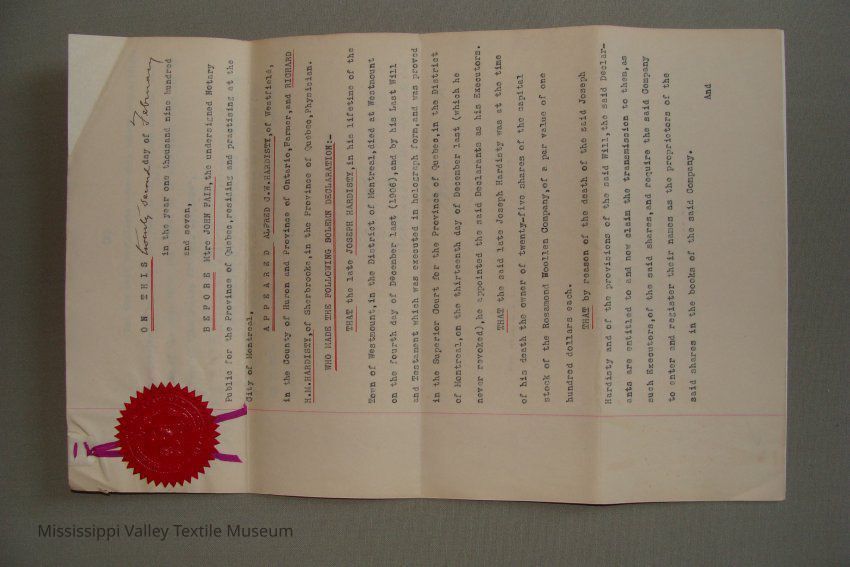 O N  T H I S twenty second day of February
in the year one thousand nine hundred
and seven,
B E F O R E Mtre JOHN FAIR, the undersigned Notary
Public for the Province of Quebec, residing and practising at the
City of Montreal,
A P P E A R E D ALFRED C.W.HARDISTY, of Westfield,
in the County of Huron and Province of Ontario, Farmer, and RICHARD
H.M.HARDISTY, of Sherbrooke, in the Province of Quebec, Physician.
WHO MADE THE FOLLOWING SOLEMN DECLARATION:-
THAT the late JOSEPH HARDISTY, in his lifetime of the
Town of Westmount, in the District of Montreal, died at Westmount
on the fourth day of December last (1906), and by his Last Will
and Testament which was executed in holograph form, and was proved
in the Superior Court for the Province of Quebec, in the District
of Montreal, on the thirteenth day of December last (which he
never revoked), he appointed the said Declarants as his Executors.
THAT the said late Joseph Hardisty was at the time
of his death the owner of twenty-five shares of the capital
stock of the Rosamond Woollen Company, of a par value of one
hundred dollars each.
THAT by reason of the death of the said Joseph
Hardisty and of the provisions of the said Will, the said Declar-
ants are entitled to and now claim the transmission to them, as
such Executors, of the said shares, and require the said Company
to enter and register their names as the proprietors of the
said shares in the books of the said Company.
And
Mississippi Valley Textile Museum